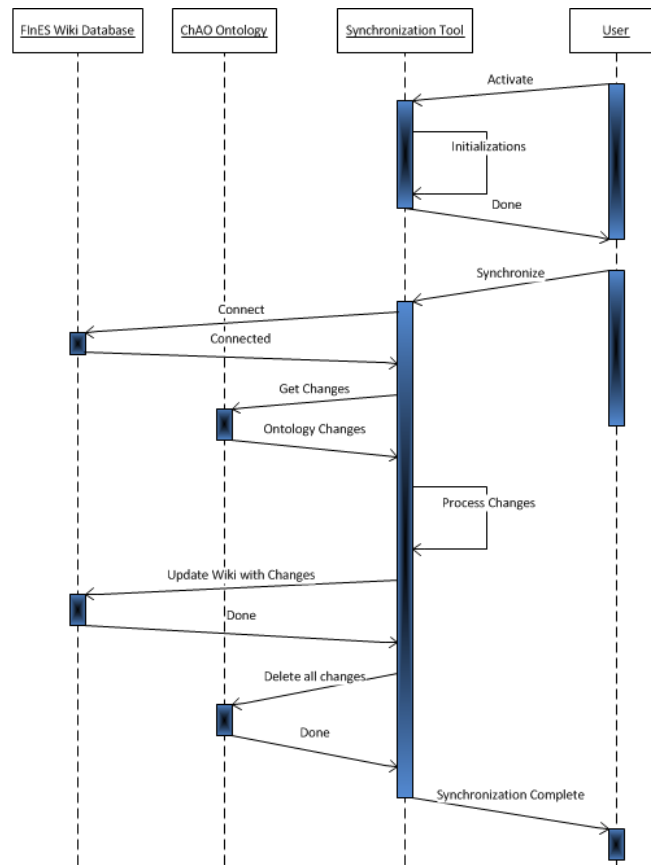 FInES Wiki Database
ChAO Ontology
Synchronization Tool
User
Activate
Initializations
Done
Synchronize
Connect
Connected
Get Changes
Ontology Changes
Process Changes
Update Wiki with Changes
Done
Delete all changes
Done
Synchronization Complete